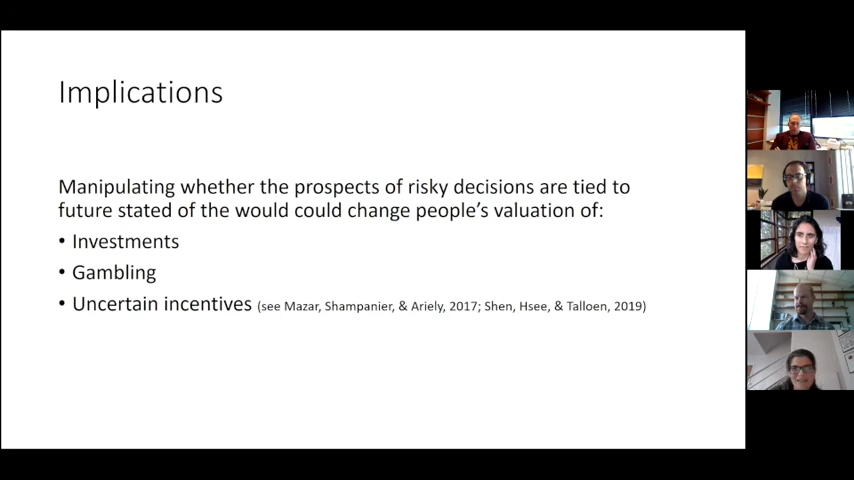 Implications
Manipulating whether the prospects of risky decisions are tied to
future stated of the would could change people's valuation of:
• Investments
• Gambling
• Uncertain incentives (see Mazar, Shampanier, & Ariely, 2017; Shen, Hsee, & Talloen, 2019)